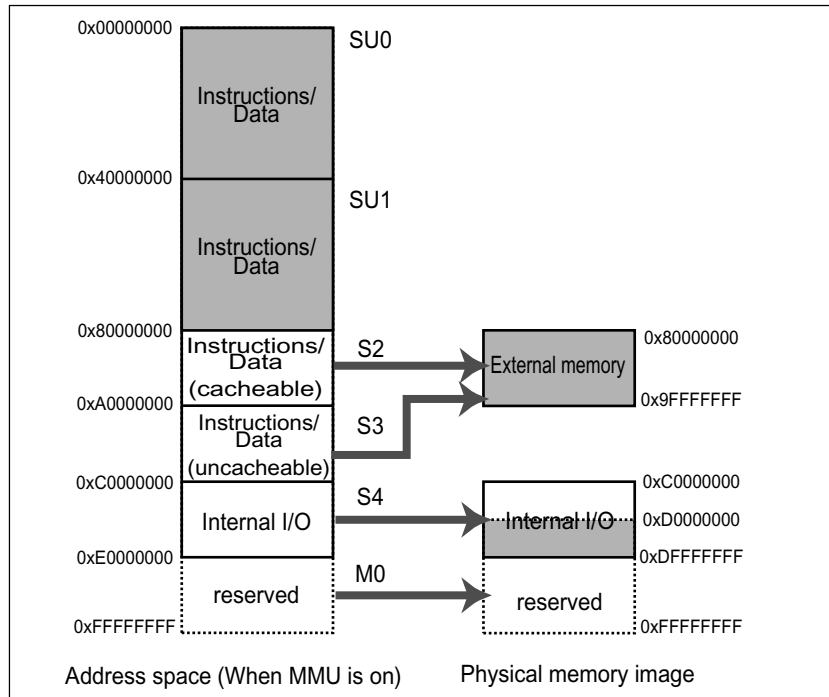 0x00000000
SU0
Instructions/
Data
0x40000000
SU1
Instructions/
Data
0x80000000
Instructions/
Data
(cacheable)
S2
External memory
0x80000000
0x9FFFFFFF
0xA0000000
Instructions/
Data
(uncacheable)
S3
0xC0000000
Internal I/O
S4
0xC0000000
Internal I/O
0xD0000000
0xDFFFFFFF
0xE0000000
reserved
M0
reserved
0xFFFFFFFF
0xFFFFFFFF
Address space (When MMU is on)
Physical memory image